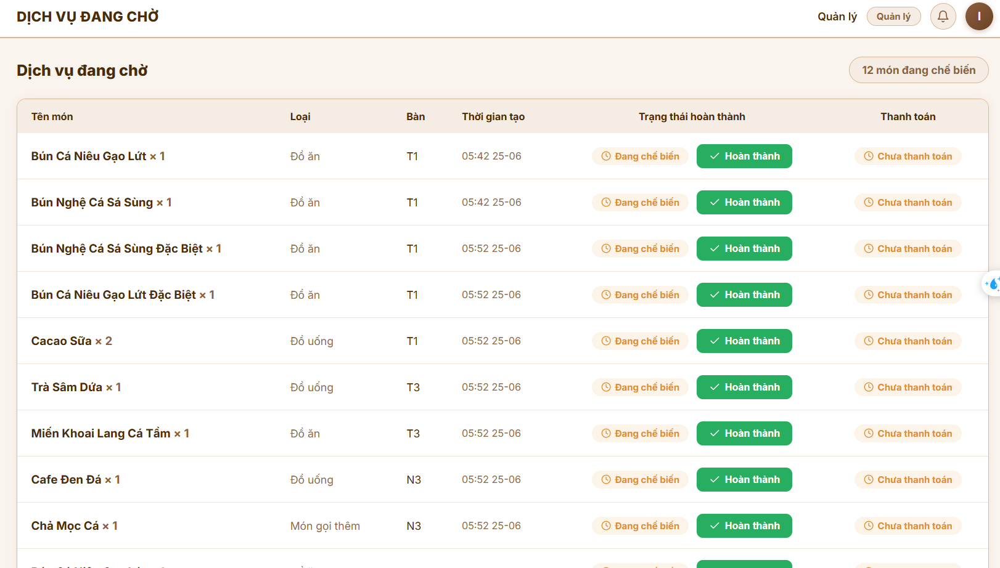 DỊCH VỤ ĐANG CHỜ
Quản lý
Quản lý
I
Dịch vụ đang chờ
12 món đang chế biến
Tên món Loại Bàn Thời gian tạo Trạng thái hoàn thành Thanh toán
Bún Cá Niêu Gạo Lứt × 1 Đồ ăn T1 05:42 25-06 Đang chế biến Hoàn thành Chưa thanh toán
Bún Nghệ Cá Sá Sùng × 1 Đồ ăn T1 05:42 25-06 Đang chế biến Hoàn thành Chưa thanh toán
Bún Nghệ Cá Sá Sùng Đặc Biệt × 1 Đồ ăn T1 05:52 25-06 Đang chế biến Hoàn thành Chưa thanh toán
Bún Cá Niêu Gạo Lứt Đặc Biệt × 1 Đồ ăn T1 05:52 25-06 Đang chế biến Hoàn thành Chưa thanh toán
Cacao Sữa × 2 Đồ uống T1 05:52 25-06 Đang chế biến Hoàn thành Chưa thanh toán
Trà Sâm Dứa × 1 Đồ uống T3 05:52 25-06 Đang chế biến Hoàn thành Chưa thanh toán
Miến Khoai Lang Cá Tầm × 1 Đồ ăn T3 05:52 25-06 Đang chế biến Hoàn thành Chưa thanh toán
Cafe Đen Đá × 1 Đồ uống N3 05:52 25-06 Đang chế biến Hoàn thành Chưa thanh toán
Chả Mọc Cá × 1 Món gọi thêm N3 05:52 25-06 Đang chế biến Hoàn thành Chưa thanh toán